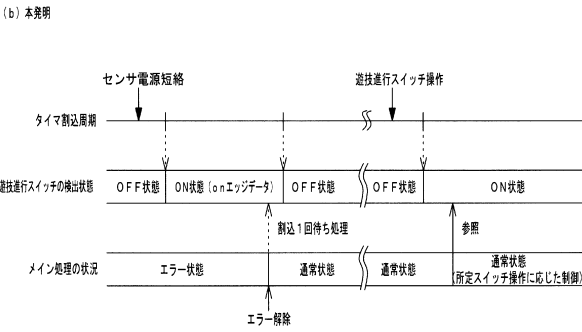 (b)本発明
センサ電源短絡
遊技進行スイッチ操作
タイマ割込周期
遊技進行スイッチの検出状態
OFF状態
ON状態(onエッジデータ)
OFF状態
OFF状態
ON状態
割込1回待ち処理
参照
メイン処理の状況
エラー状態
通常状態
通常状態
通常状態
(所定スイッチ操作に応じた制御)
エラー解除